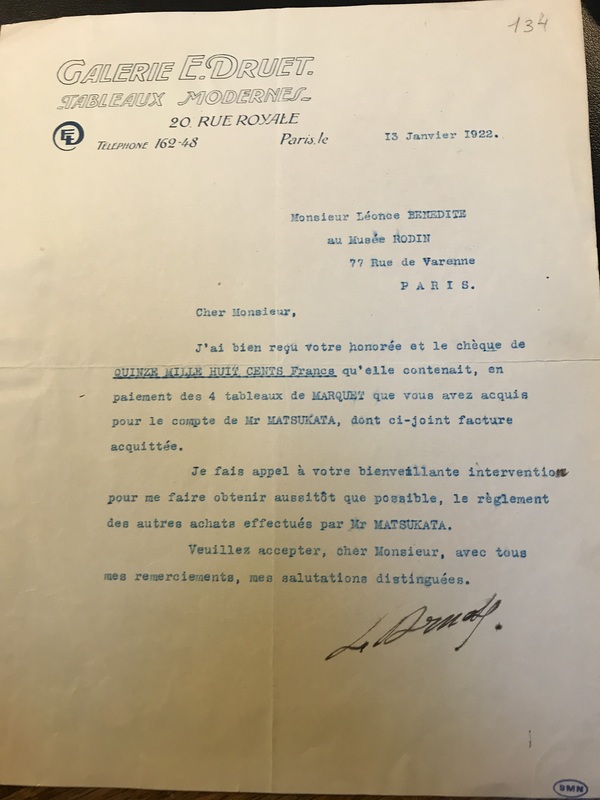 134
GALERIE E. DRUET.
TABLEAUX MODERNES
20, RUE ROYALE
TÉLÉPHONE 162-48 Paris, le 13 Janvier 1922.
Monsieur Léonce BENEDITE
au Musée RODIN
77 Rue de Varenne
P A R I S.
Cher Monsieur,
J'ai bien reçu votre honorée et le chèque de
QUINZE MILLE HUIT CENTS Francs qu'elle contenait, en
paiement des 4 tableaux de MARQUET que vous avez acquis
pour le compte de Mr MATSUKATA, dont ci-joint facture
acquittée.
Je fais appel à votre bienveillante intervention
pour me faire obtenir aussitôt que possible, le règlement
des autres achats effectués par Mr MATSUKATA.
Veuillez accepter, cher Monsieur, avec tous
mes remerciements, mes salutations distinguées.